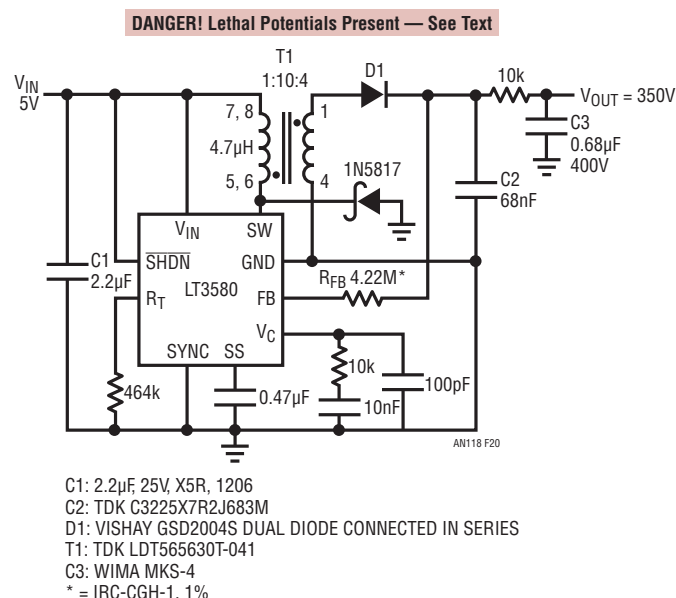 DANGER! Lethal Potentials Present — See Text
T1
1:10:4
D1
10k
VIN
5V
VOUT = 350V
7, 8
1
4.7µH
C3
0.68µF
400V
1N5817
5, 6
4
C2
68nF
VIN
SW
SHDN
GND
C1
2.2µF
LT3580
RFB 4.22M*
RT
FB
VC
SYNC
SS
10k
464k
0.47µF
100pF
10nF
AN118 F20
C1: 2.2µF, 25V, X5R, 1206
C2: TDK C3225X7R2J683M
D1: VISHAY GSD2004S DUAL DIODE CONNECTED IN SERIES
T1: TDK LDT565630T-041
C3: WIMA MKS-4
* = IRC-CGH-1, 1%